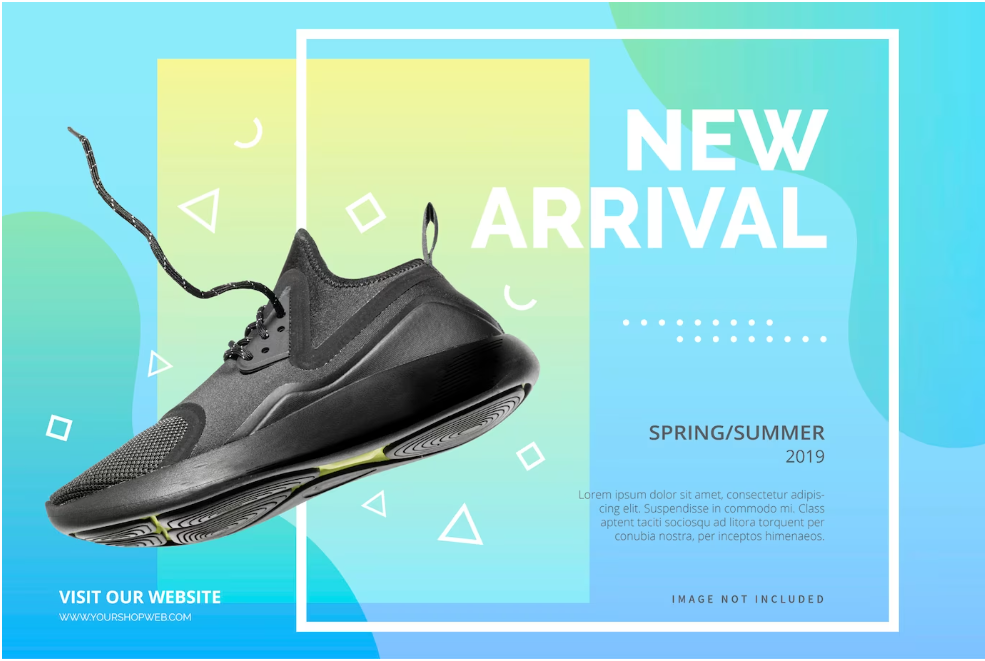 NEW
ARRIVAL
SPRING/SUMMER
2019
Lorem ipsum dolor sit amet, consectetur adipis-
cing elit. Suspendisse in commodo mi. Class
aptent taciti sociosqu ad litora torquent per
conubia nostra, per inceptos himenaeos.
IMAGE NOT INCLUDED
VISIT OUR WEBSITE
WWW.YOURSHOPWEB.COM